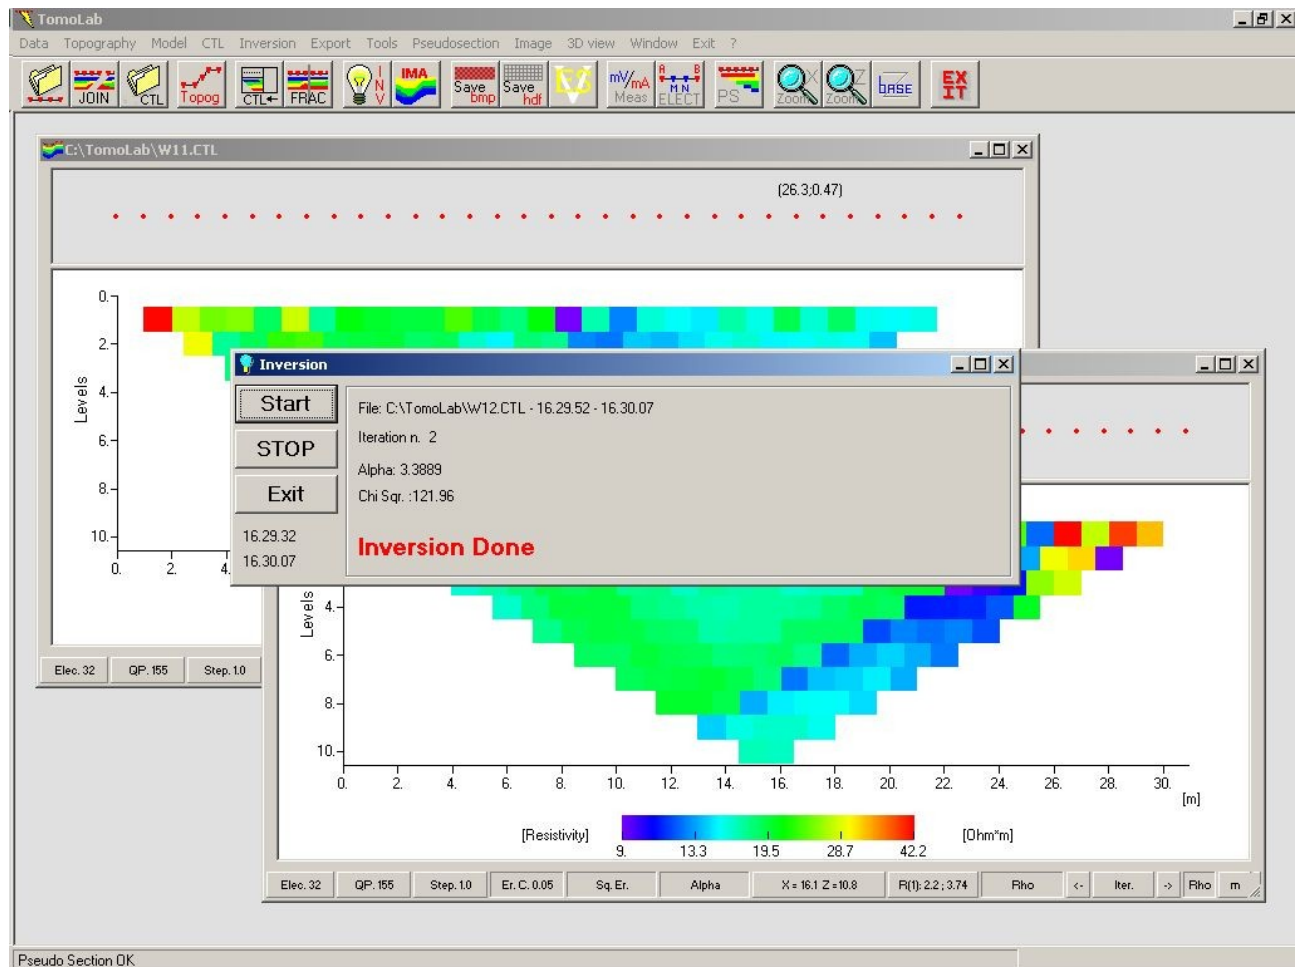 TomoLab
Data Topography Model CTL Inversion Export Tools Pseudosection Image 3D view Window Exit ?
JOIN CTL Topog CTL FRAC I N V IMA Save bmp Save hdf mV/mA Meas A B M N ELECT PS Zoom X Zoom Z bASE EX IT
C:\TomoLab\W11.CTL
(26.3;0.47)
0.
2.
4.
6.
8.
10.
Levels
0. 2. 4.
Elec. 32 QP. 155 Step. 1.0
Inversion
Start
STOP
Exit
16.29.32
16.30.07
File: C:\TomoLab\W12.CTL - 16.29.52 - 16.30.07
Iteration n. 2
Alpha: 3.3889
Chi Sqr. :121.96
Inversion Done
Levels
4.
6.
8.
10.
0. 2. 4. 6. 8. 10. 12. 14. 16. 18. 20. 22. 24. 26. 28. 30.
[m]
[Resistivity] [Ohm*m]
9. 13.3 19.5 28.7 42.2
Elec. 32 QP. 155 Step. 1.0 Er. C. 0.05 Sq. Er. Alpha X = 16.1 Z =10.8 R(1): 2.2 ; 3.74 Rho <- Iter. -> Rho m
Pseudo Section OK